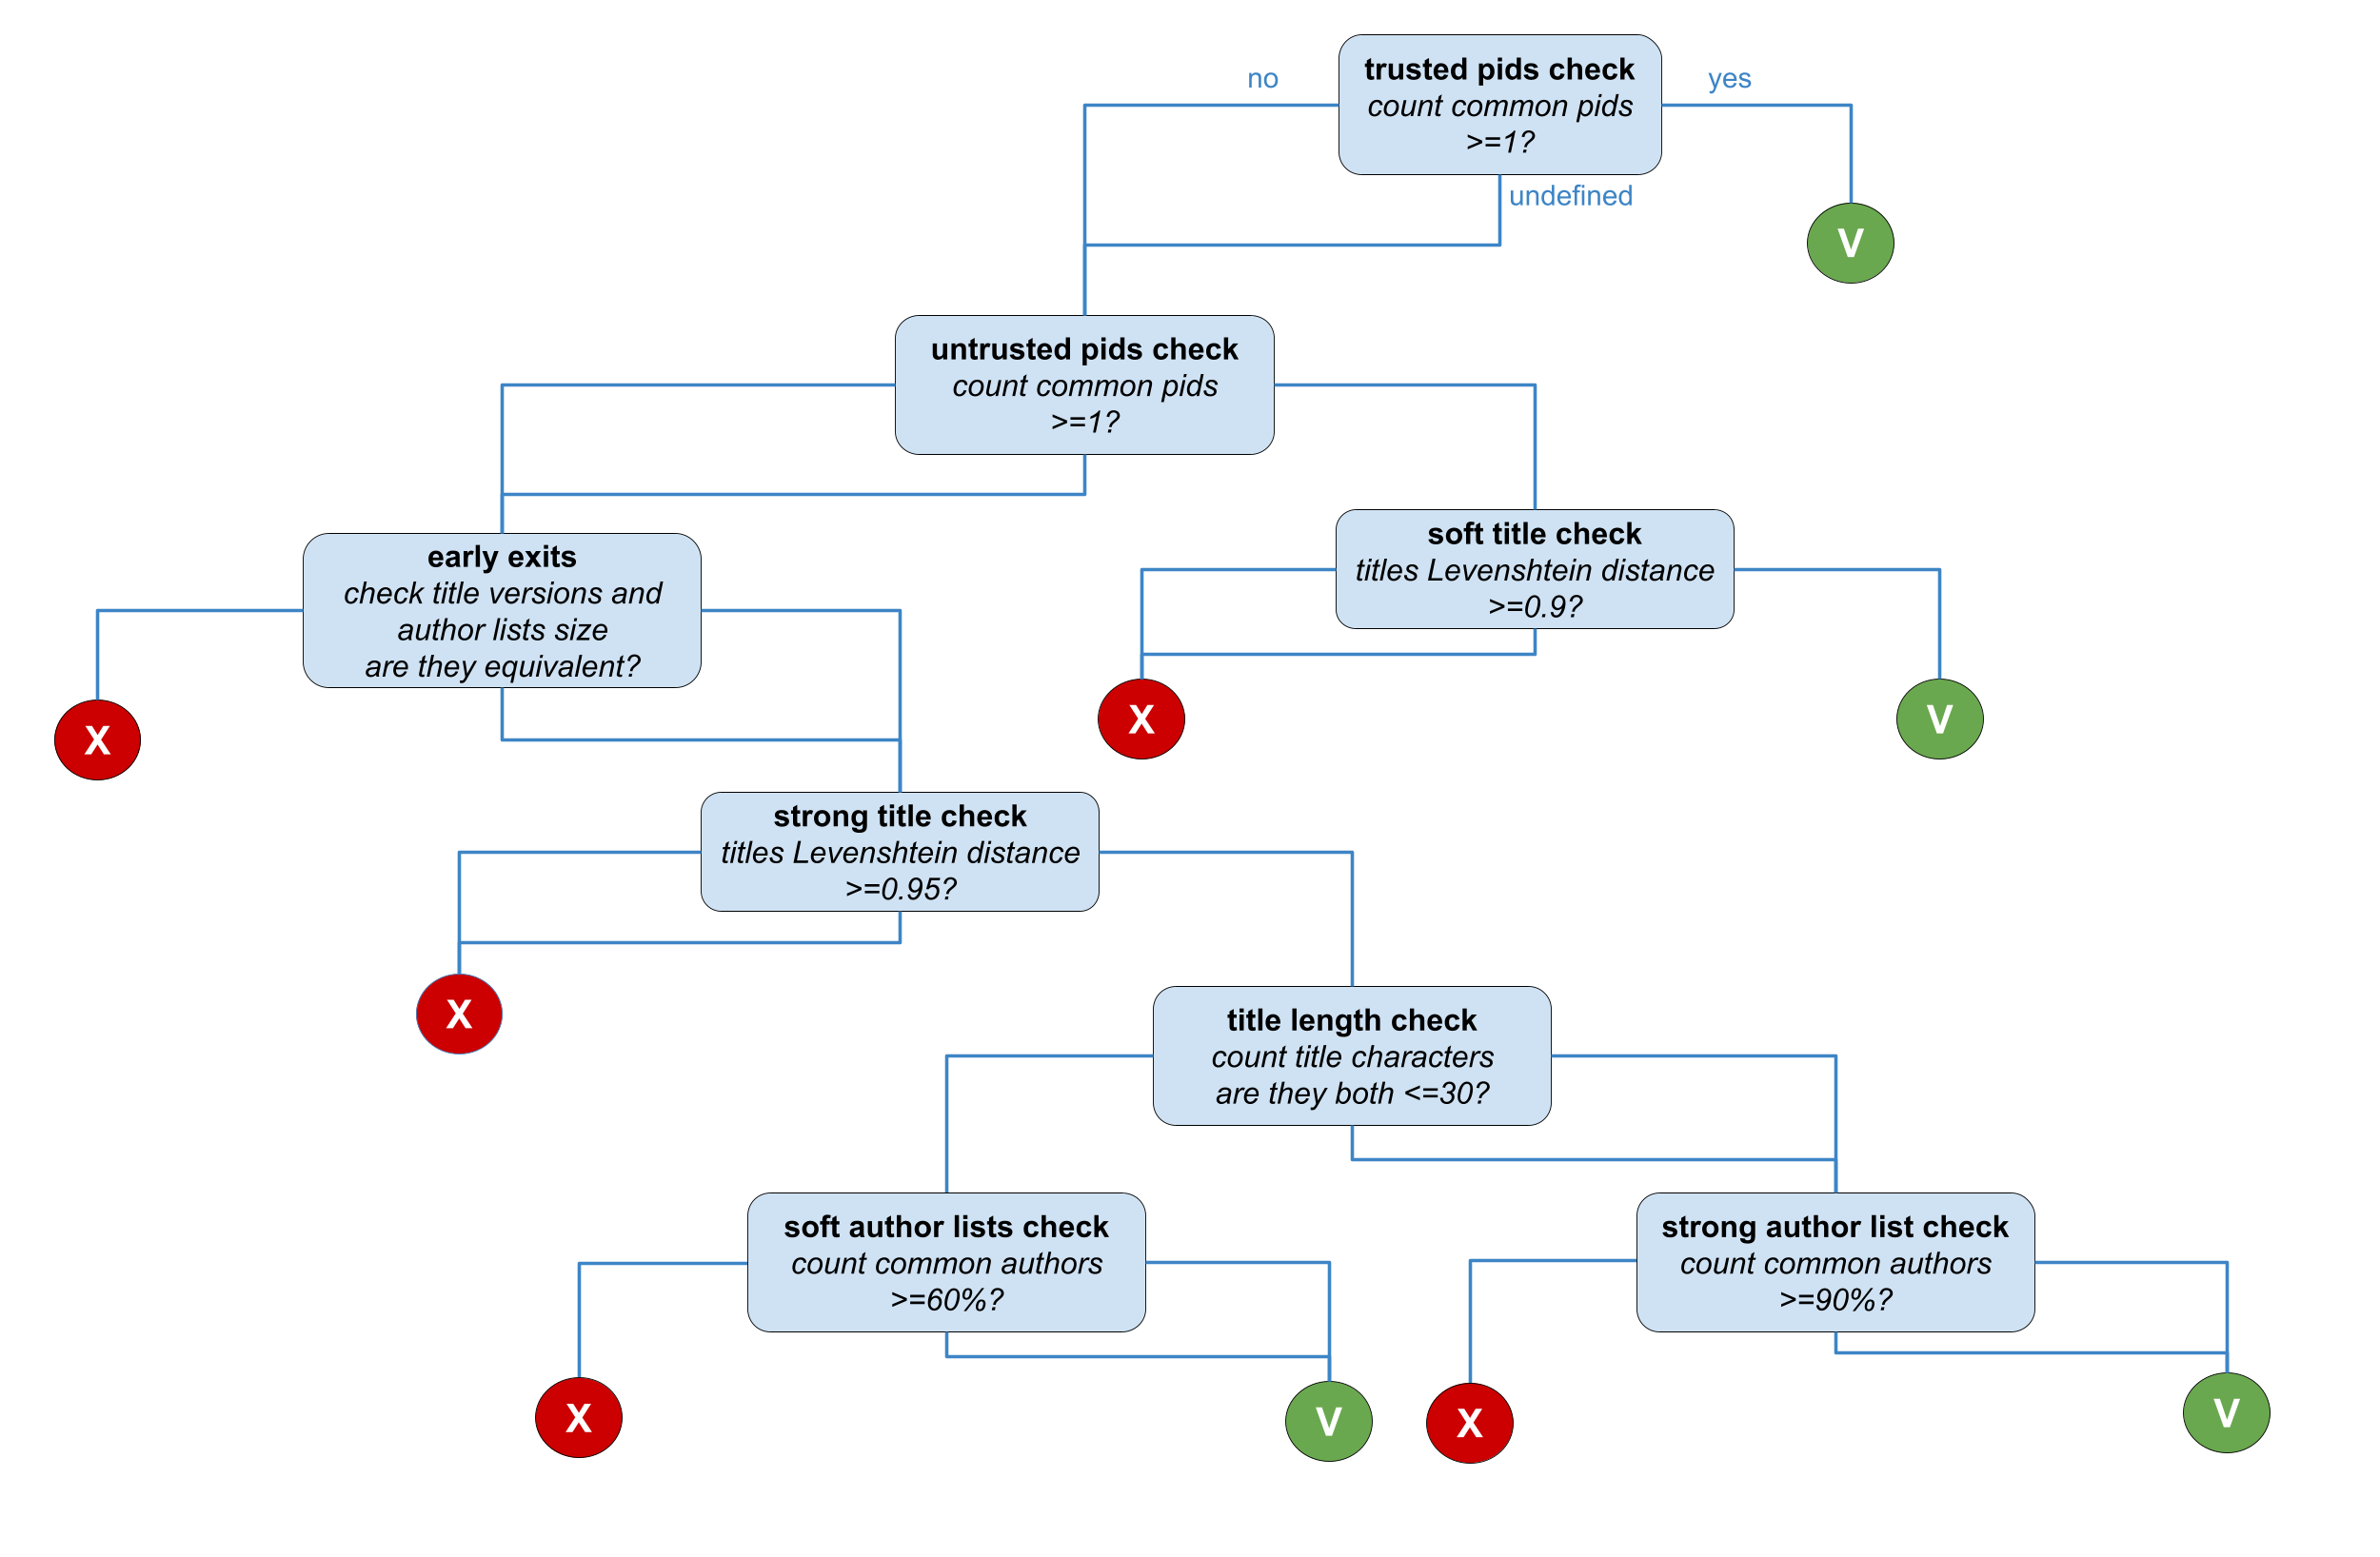 trusted pids check
count common pids
>=1?
no
yes
undefined
V
untrusted pids check
count common pids
>=1?
early exits
check title versions and
author lists size
are they equivalent?
soft title check
titles Levenshtein distance
>=0.9?
X
X
V
strong title check
titles Levenshtein distance
>=0.95?
X
title length check
count title characters
are they both <=30?
soft author lists check
count common authors
>=60%?
strong author list check
count common authors
>=90%?
X
V
X
V